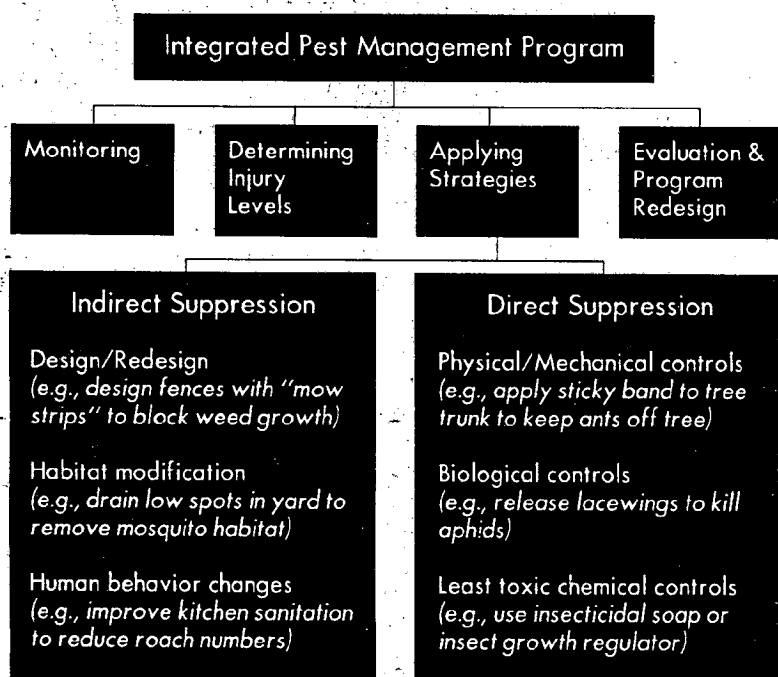 Integrated Pest Management Program
Monitoring
Determining
Injury
Levels
Applying
Strategies
Evaluation &
Program
Redesign
Indirect Suppression
Design/Redesign
(e.g., design fences with "mow
strips" to block weed growth)
Habitat modification
(e.g., drain low spots in yard to
remove mosquito habitat)
Human behavior changes
(e.g., improve kitchen sanitation
to reduce roach numbers)
Direct Suppression
Physical/Mechanical controls
(e.g., apply sticky band to tree
trunk to keep ants off tree)
Biological controls
(e.g., release lacewings to kill
aphids)
Least toxic chemical controls
(e.g., use insecticidal soap or
insect growth regulator)